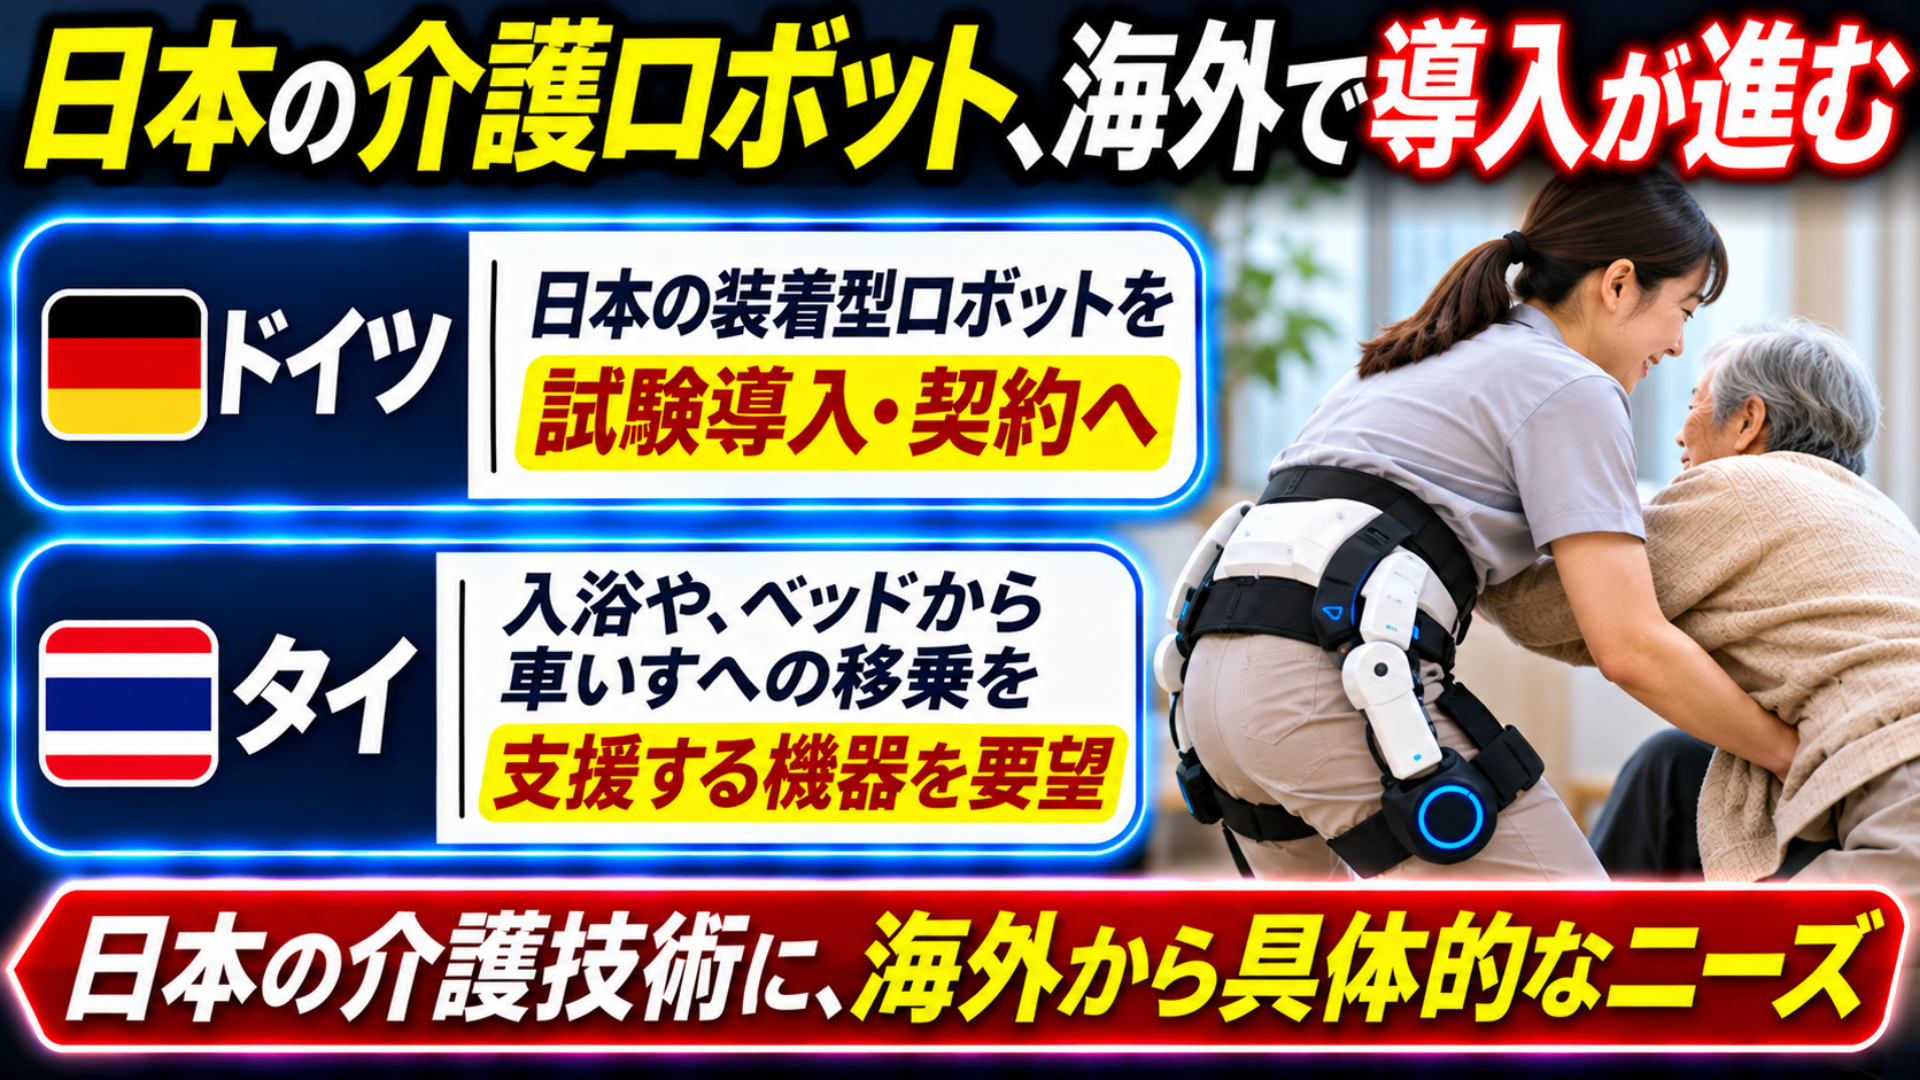 日本の介護ロボット、海外で導入が進む
ドイツ
日本の装着型ロボットを
試験導入・契約へ
タイ
入浴や、ベッドから
車いすへの移乗を
支援する機器を要望
日本の介護技術に、海外から具体的なニーズ